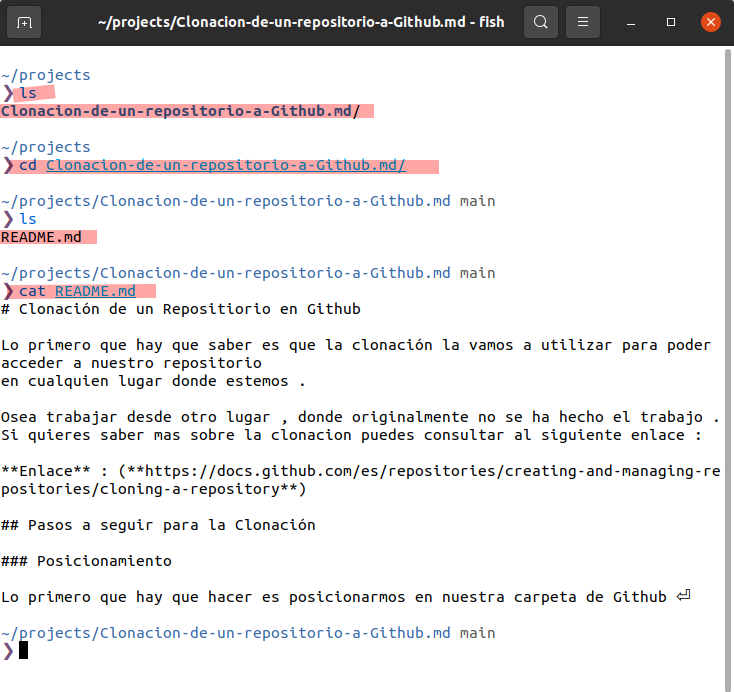 ~/projects/Clonacion-de-un-repositorio-a-Github.md - fish
~/projects
❯ ls
Clonacion-de-un-repositorio-a-Github.md/
~/projects
❯ cd Clonacion-de-un-repositorio-a-Github.md/
~/projects/Clonacion-de-un-repositorio-a-Github.md main
❯ ls
README.md
~/projects/Clonacion-de-un-repositorio-a-Github.md main
❯ cat README.md
# Clonación de un Repositiorio en Github
Lo primero que hay que saber es que la clonación la vamos a utilizar para poder
acceder a nuestro repositorio
en cualquien lugar donde estemos .
Osea trabajar desde otro lugar , donde originalmente no se ha hecho el trabajo .
Si quieres saber mas sobre la clonacion puedes consultar al siguiente enlace :
**Enlace** : (**https://docs.github.com/es/repositories/creating-and-managing-re
positories/cloning-a-repository**)
## Pasos a seguir para la Clonación
### Posicionamiento
Lo primero que hay que hacer es posicionarmos en nuestra carpeta de Github ⏎
~/projects/Clonacion-de-un-repositorio-a-Github.md main
❯